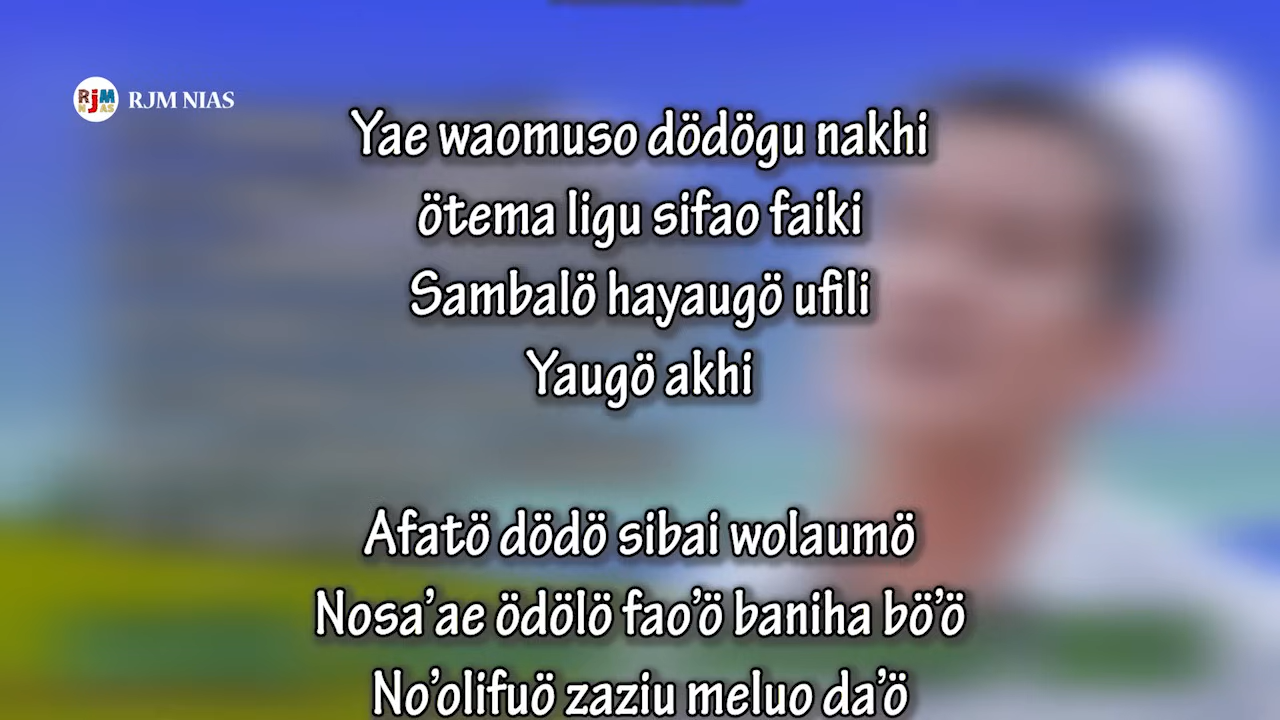 RJM NIAS
Yae waomuso dödögu nakhi
ötema ligu sifao faiki
Sambalö hayaugö ufili
Yaugö akhi
Afatö dödö sibai wolaumö
Nosa’ae ödölö fao’ö baniha bö’ö
No’olifuö zaziu meluo da’ö